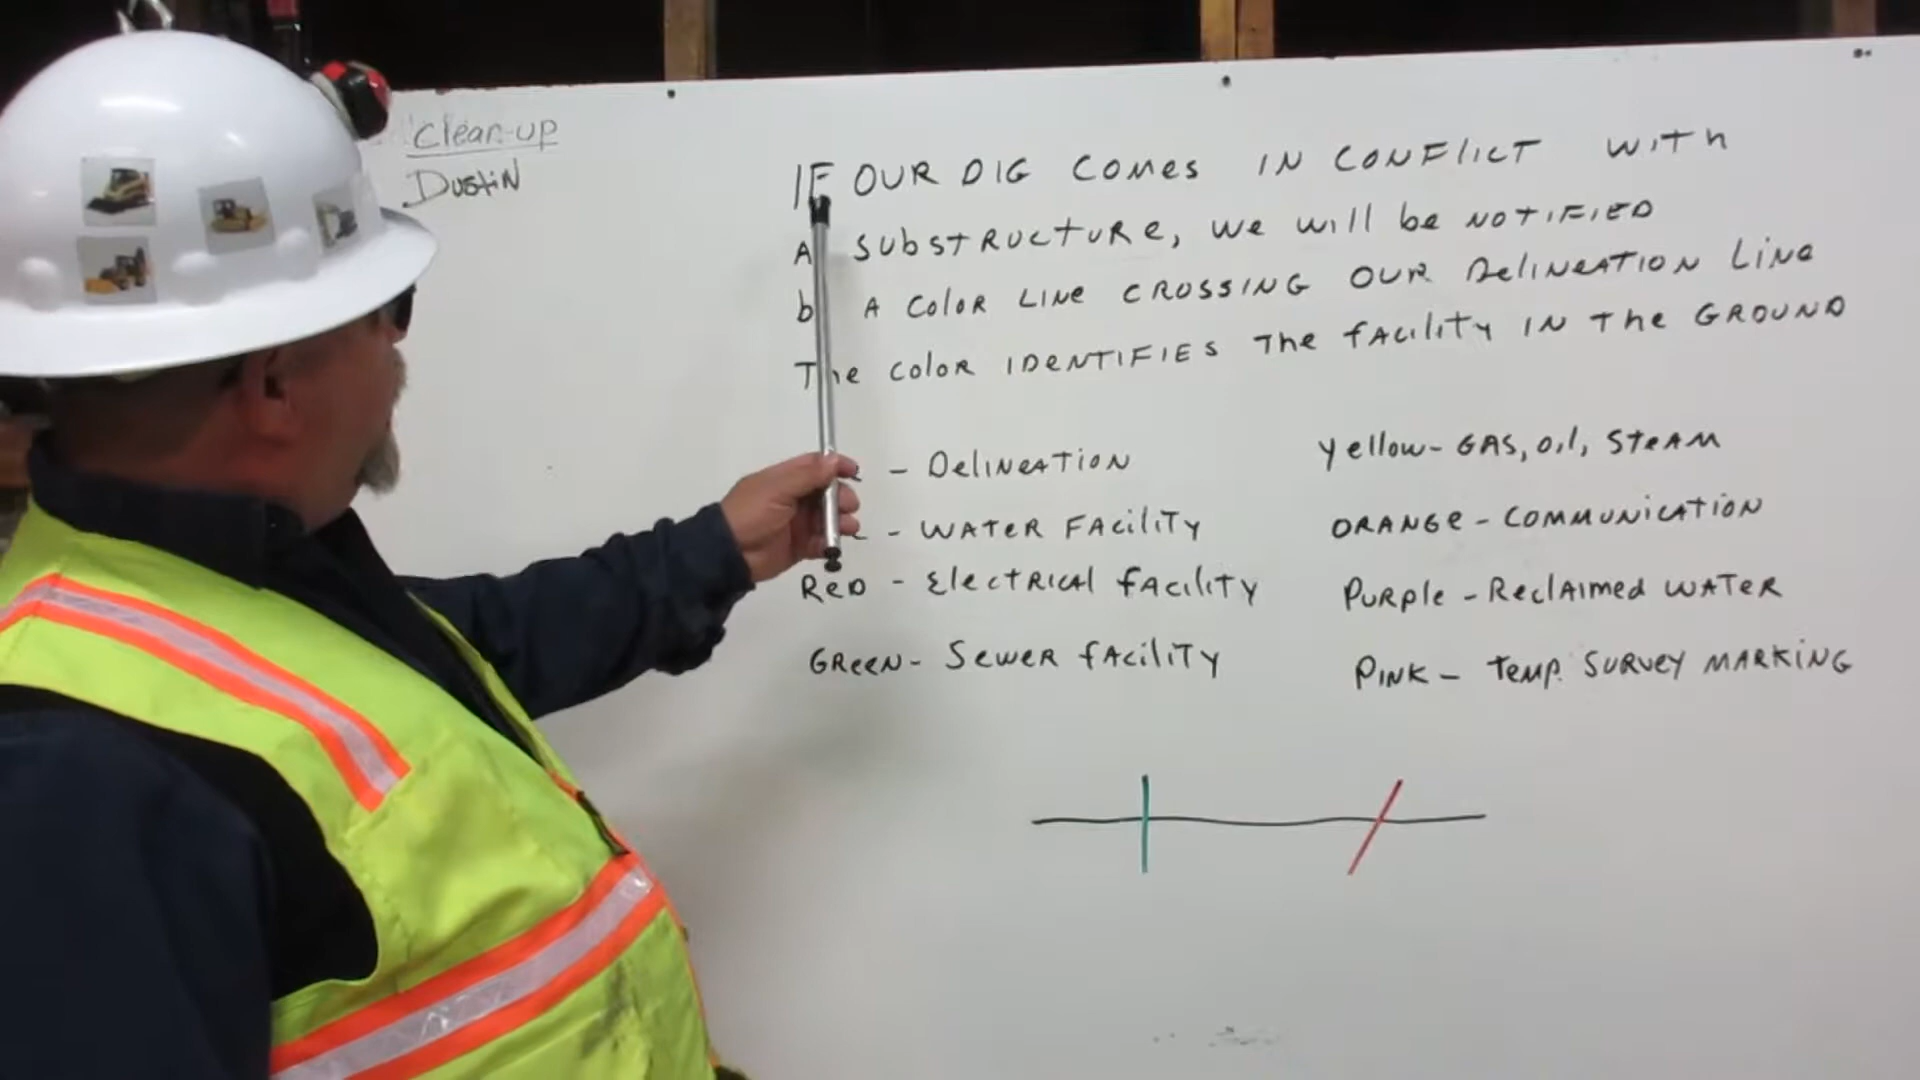 Clean-up
Dustin
IF OUR DIG Comes IN CONFlICT WITh
A SUbSTRUCTURe, We Will be NOTIFIED
b A ColoR LINe CROSSING OUR DelINeATION LINe
The ColoR IDeNTIFIES The fACilITy IN The GROUND
- DelINeATION
- WATeR FACilITy
ReD - ElecTRICAl fACilITy
GReeN- SeweR fACilITy
yellow- GAS, oil, STeAM
ORANGe - COMMUNICATION
PURPle - ReclAImed WATeR
PINK - Temp. SURVEY MARKING